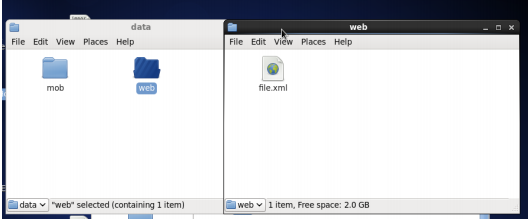 data
File Edit View Places Help
mob
web
data "web" selected (containing 1 item)
web
File Edit View Places Help
file.xml
web 1 item, Free space: 2.0 GB